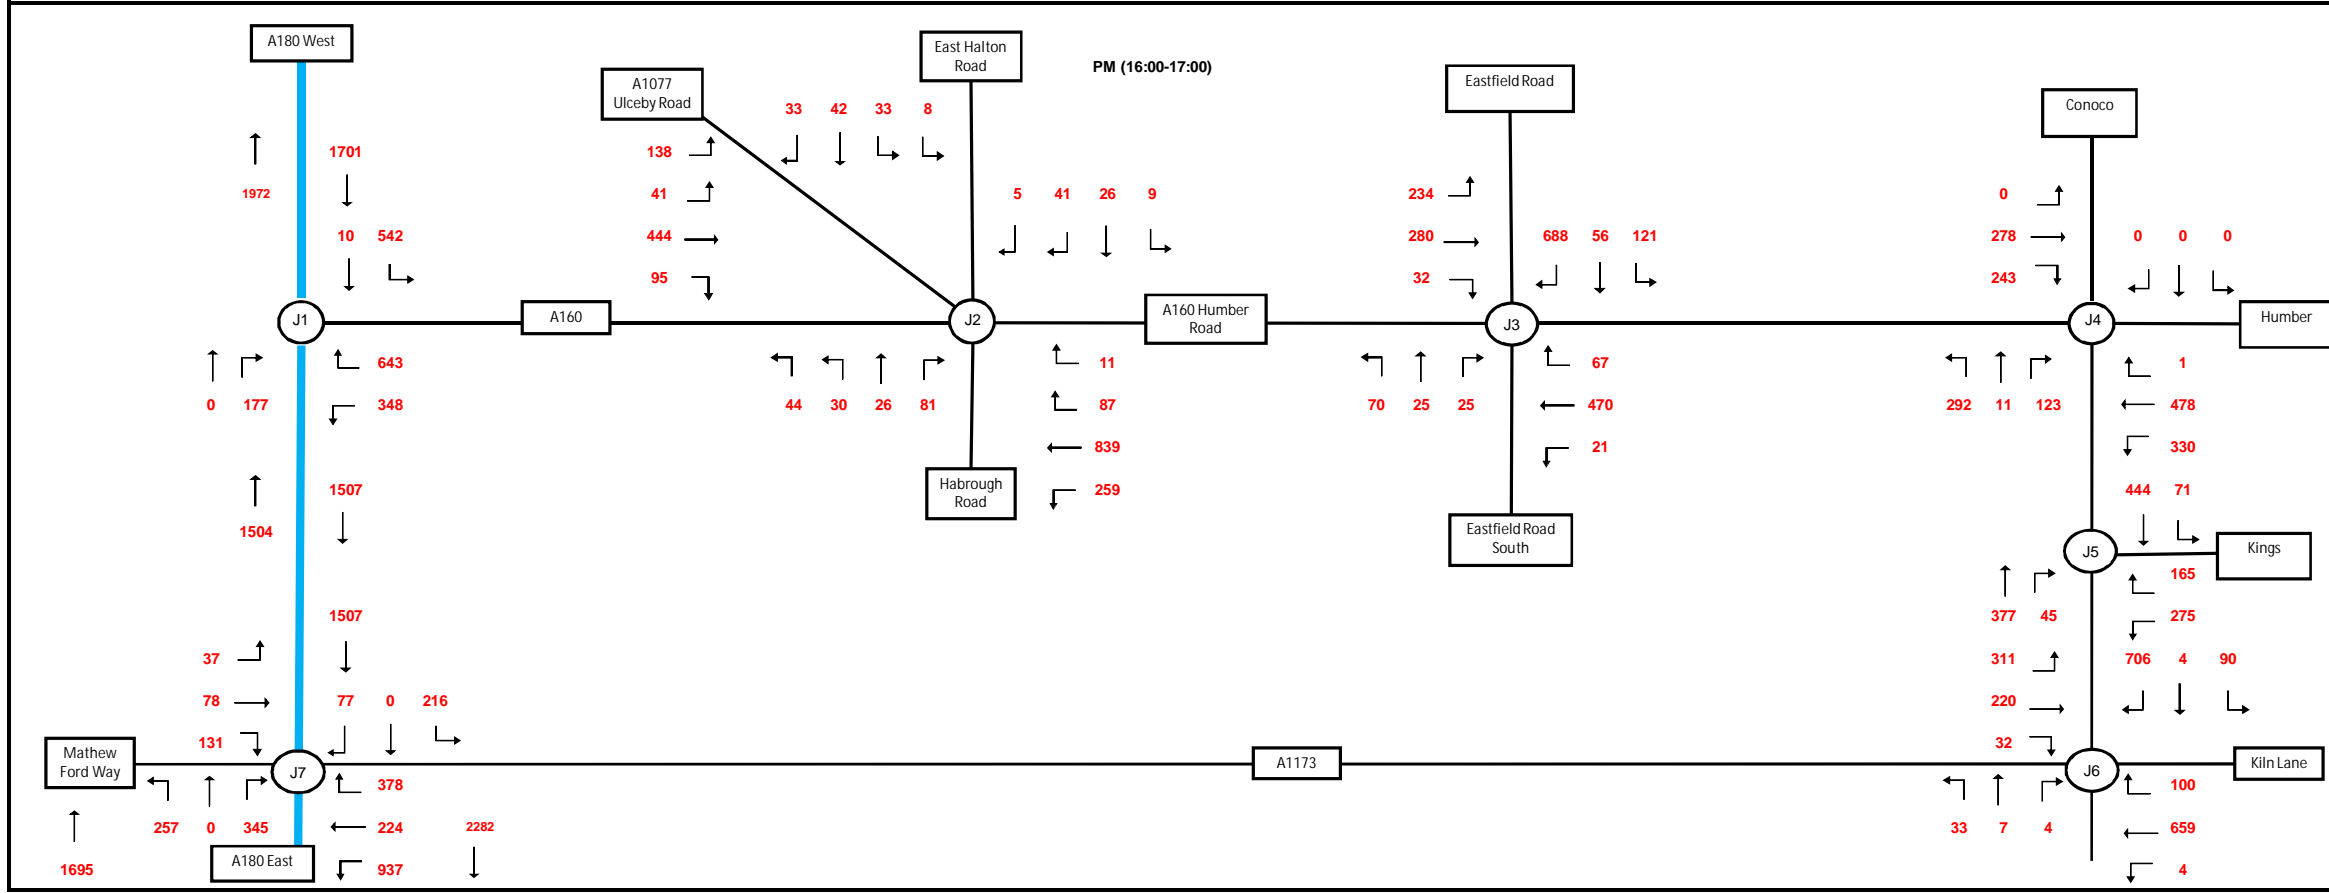 A180 West
East Halton
Road
PM (16:00-17:00)
A1077
Ulceby Road
Eastfield Road
Conoco
33 42 33 8
138
1701
1972
41
5 41 26 9
234
0
10 542
444
280
688 56 121
278
0 0 0
95
32
243
J1
A160
J2
A160 Humber
Road
J3
J4
Humber
643
11
67
1
0 177
348
44 30 26 81
87
70 25 25
470
292 11 123
478
839
21
330
Habrough
Road
259
1507
444 71
1504
Eastfield Road
South
J5
Kings
165
1507
377 45
275
37
311
706 4 90
78
77 0 216
220
131
32
Mathew
Ford Way
J7
A1173
J6
Kiln Lane
378
100
257 0 345
224
2282
33 7 4
659
A180 East
1695
937
4